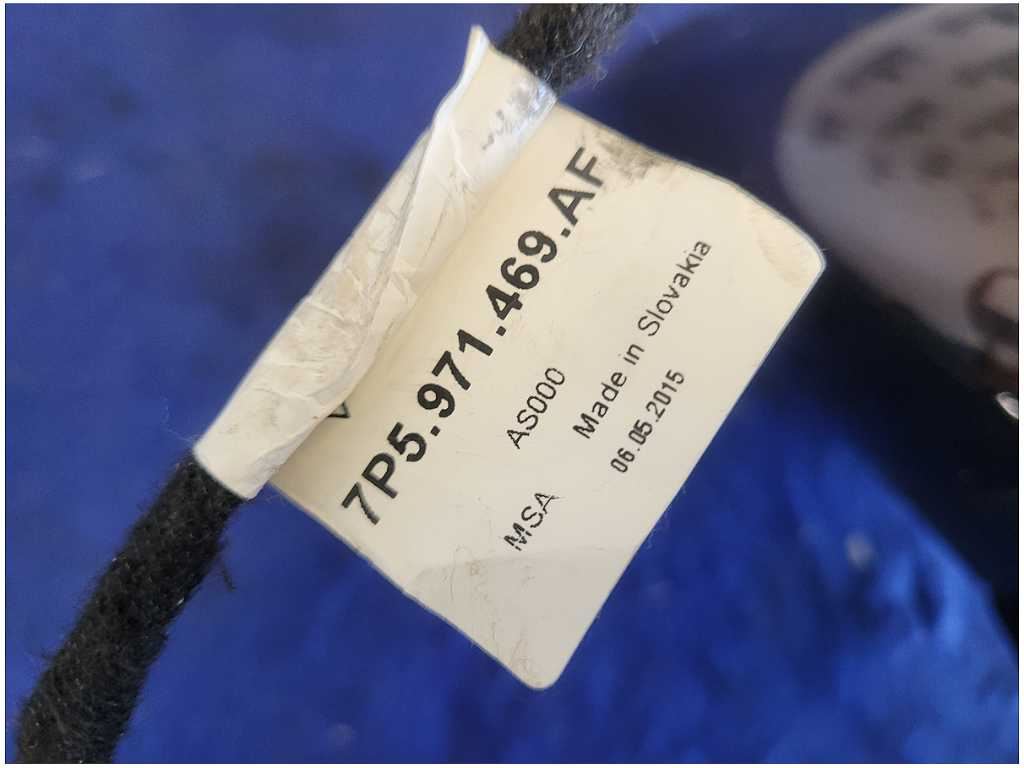 7P5.971.469.AF
AS000
Made in Slovakia
MSA
06.05.2015